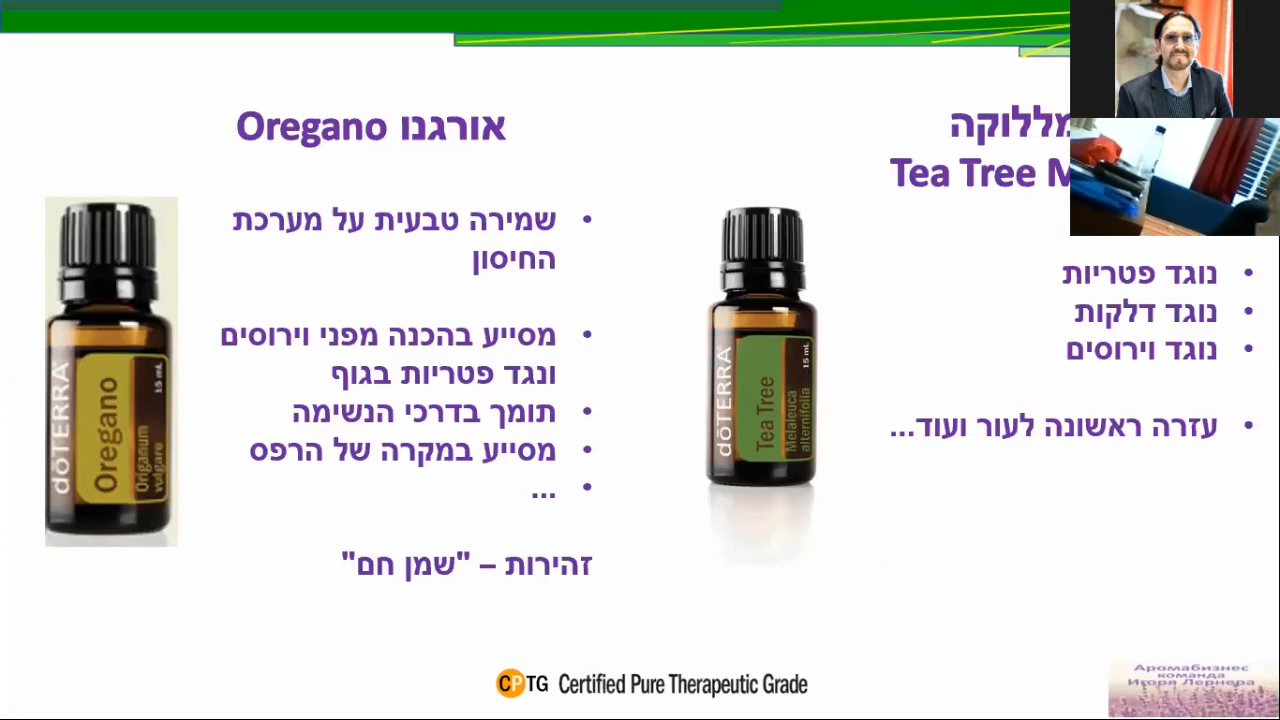 מללוקה
Tea Tree
נוגד פטריות
נוגד דלקות
נוגד וירוסים
עזרה ראשונה לעור ועוד...
dōTERRA
Tea Tree
Melaleuca
alternifolia
15 mL
אורגנו Oregano
שמירה טבעית על מערכת
החיסון
מסייע בהכנה מפני וירוסים
ונגד פטריות בגוף
תומך בדרכי הנשימה
מסייע במקרה של הרפס
...
זהירות – "שמן חם"
dōTERRA
Oregano
Origanum
vulgare
15 mL
CPTG Certified Pure Therapeutic Grade
Аромабизнес
команда
Игоря Лернера